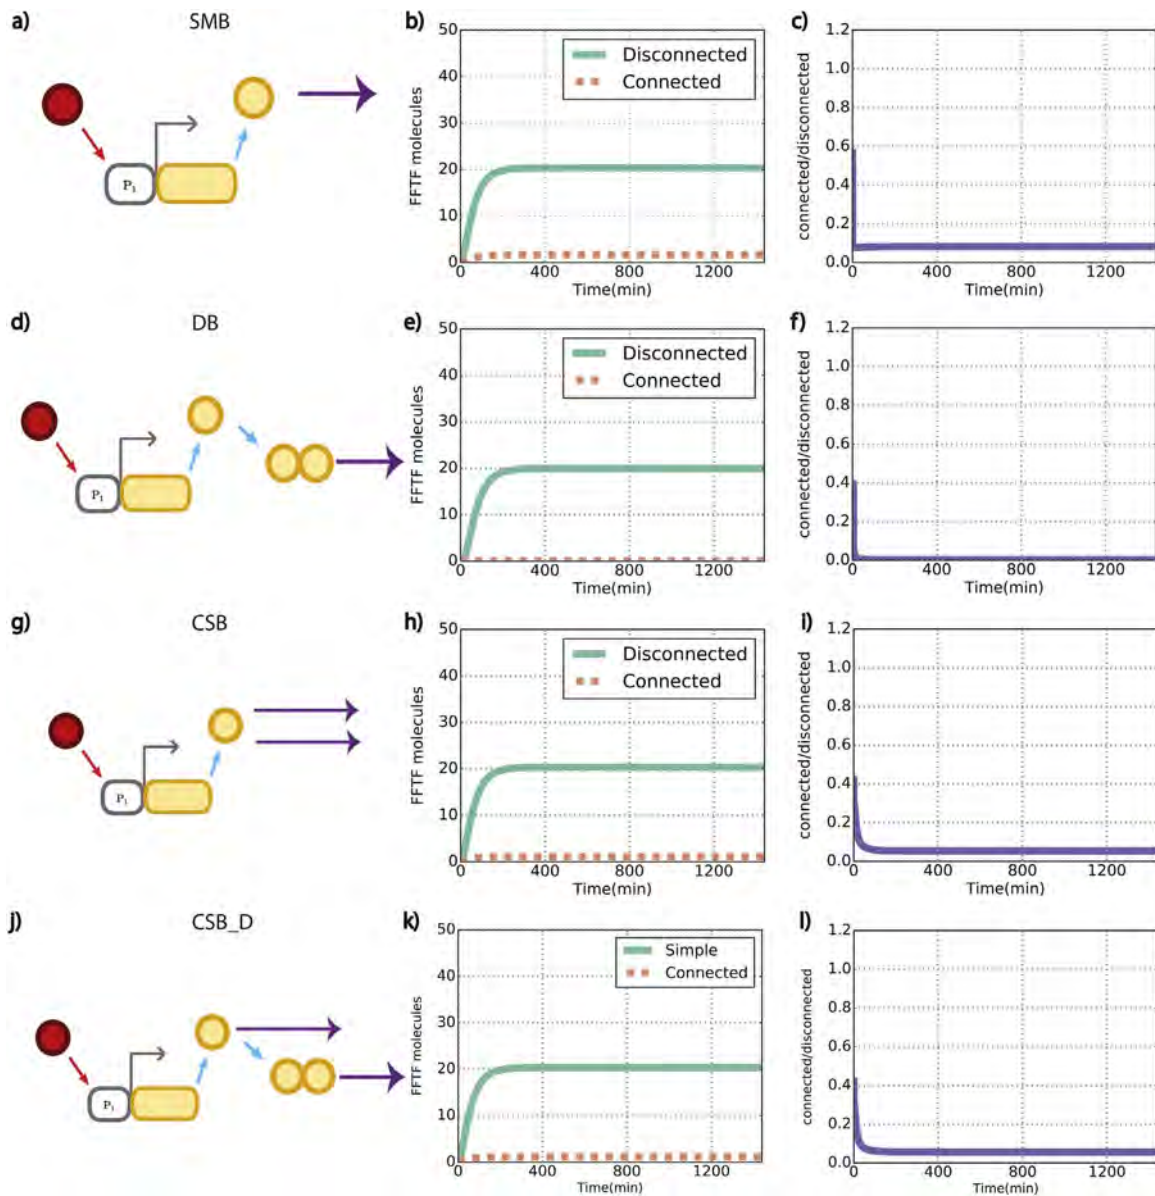 a) SMB
P1
b)
FFTF molecules
50
40
30
20
10
0
0 400 800 1200
Time(min)
Disconnected
Connected
c)
connected/disconnected
1.2
1.0
0.8
0.6
0.4
0.2
0.0
0 400 800 1200
Time(min)
d) DB
P1
e)
FFTF molecules
50
40
30
20
10
0
0 400 800 1200
Time(min)
Disconnected
Connected
f)
connected/disconnected
1.2
1.0
0.8
0.6
0.4
0.2
0.0
0 400 800 1200
Time(min)
g) CSB
P1
h)
FFTF molecules
50
40
30
20
10
0
0 400 800 1200
Time(min)
Disconnected
Connected
i)
connected/disconnected
1.2
1.0
0.8
0.6
0.4
0.2
0.0
0 400 800 1200
Time(min)
j) CSB_D
P1
k)
FFTF molecules
50
40
30
20
10
0
0 400 800 1200
Time(min)
Simple
Connected
l)
connected/disconnected
1.2
1.0
0.8
0.6
0.4
0.2
0.0
0 400 800 1200
Time(min)